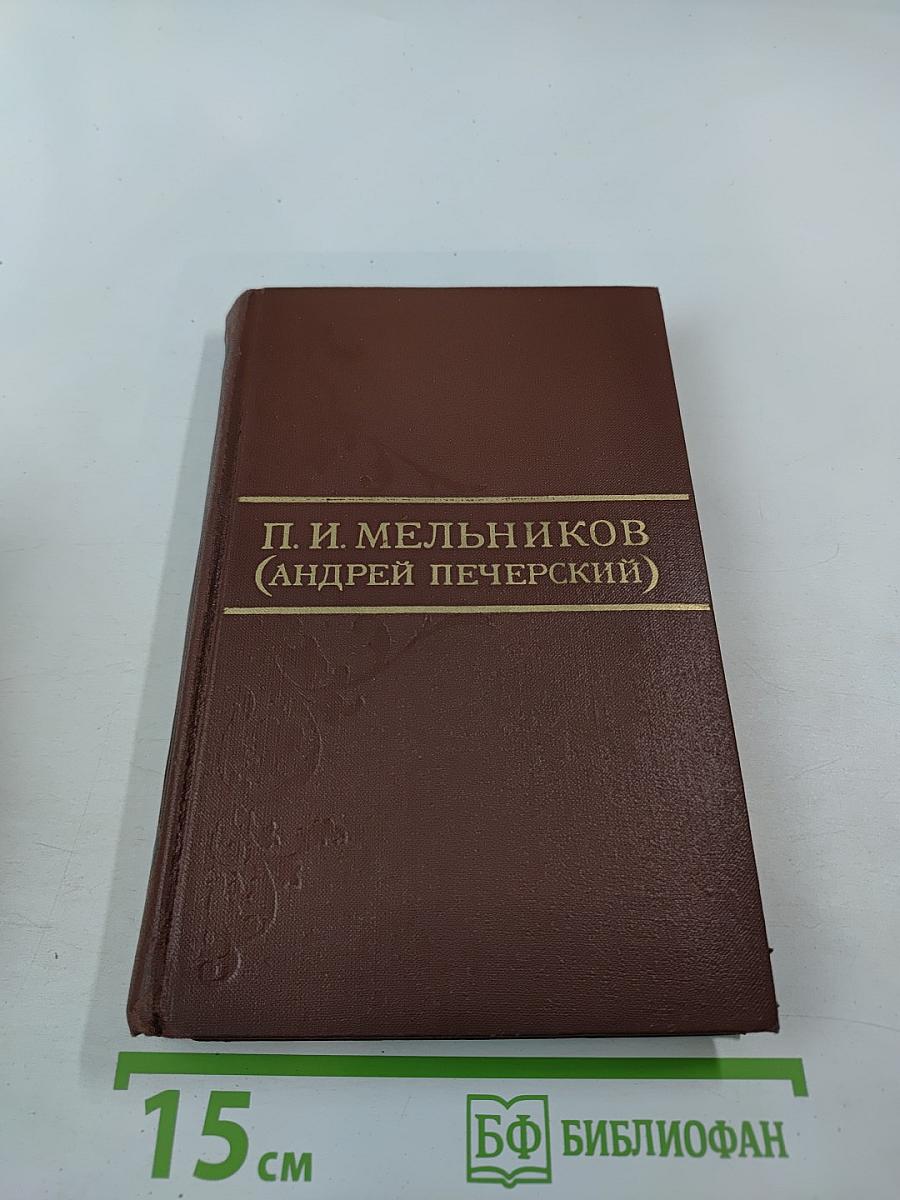 П. И. МЕЛЬНИКОВ
(АНДРЕЙ ПЕЧЕРСКИЙ)
15 см
БФ БИБЛИОФАН